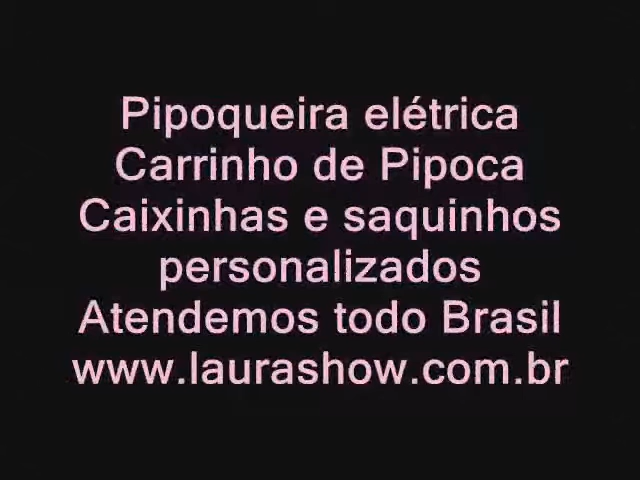 Pipoqueira elétrica
Carrinho de Pipoca
Caixinhas e saquinhos
personalizados
Atendemos todo Brasil
www.laurashow.com.br